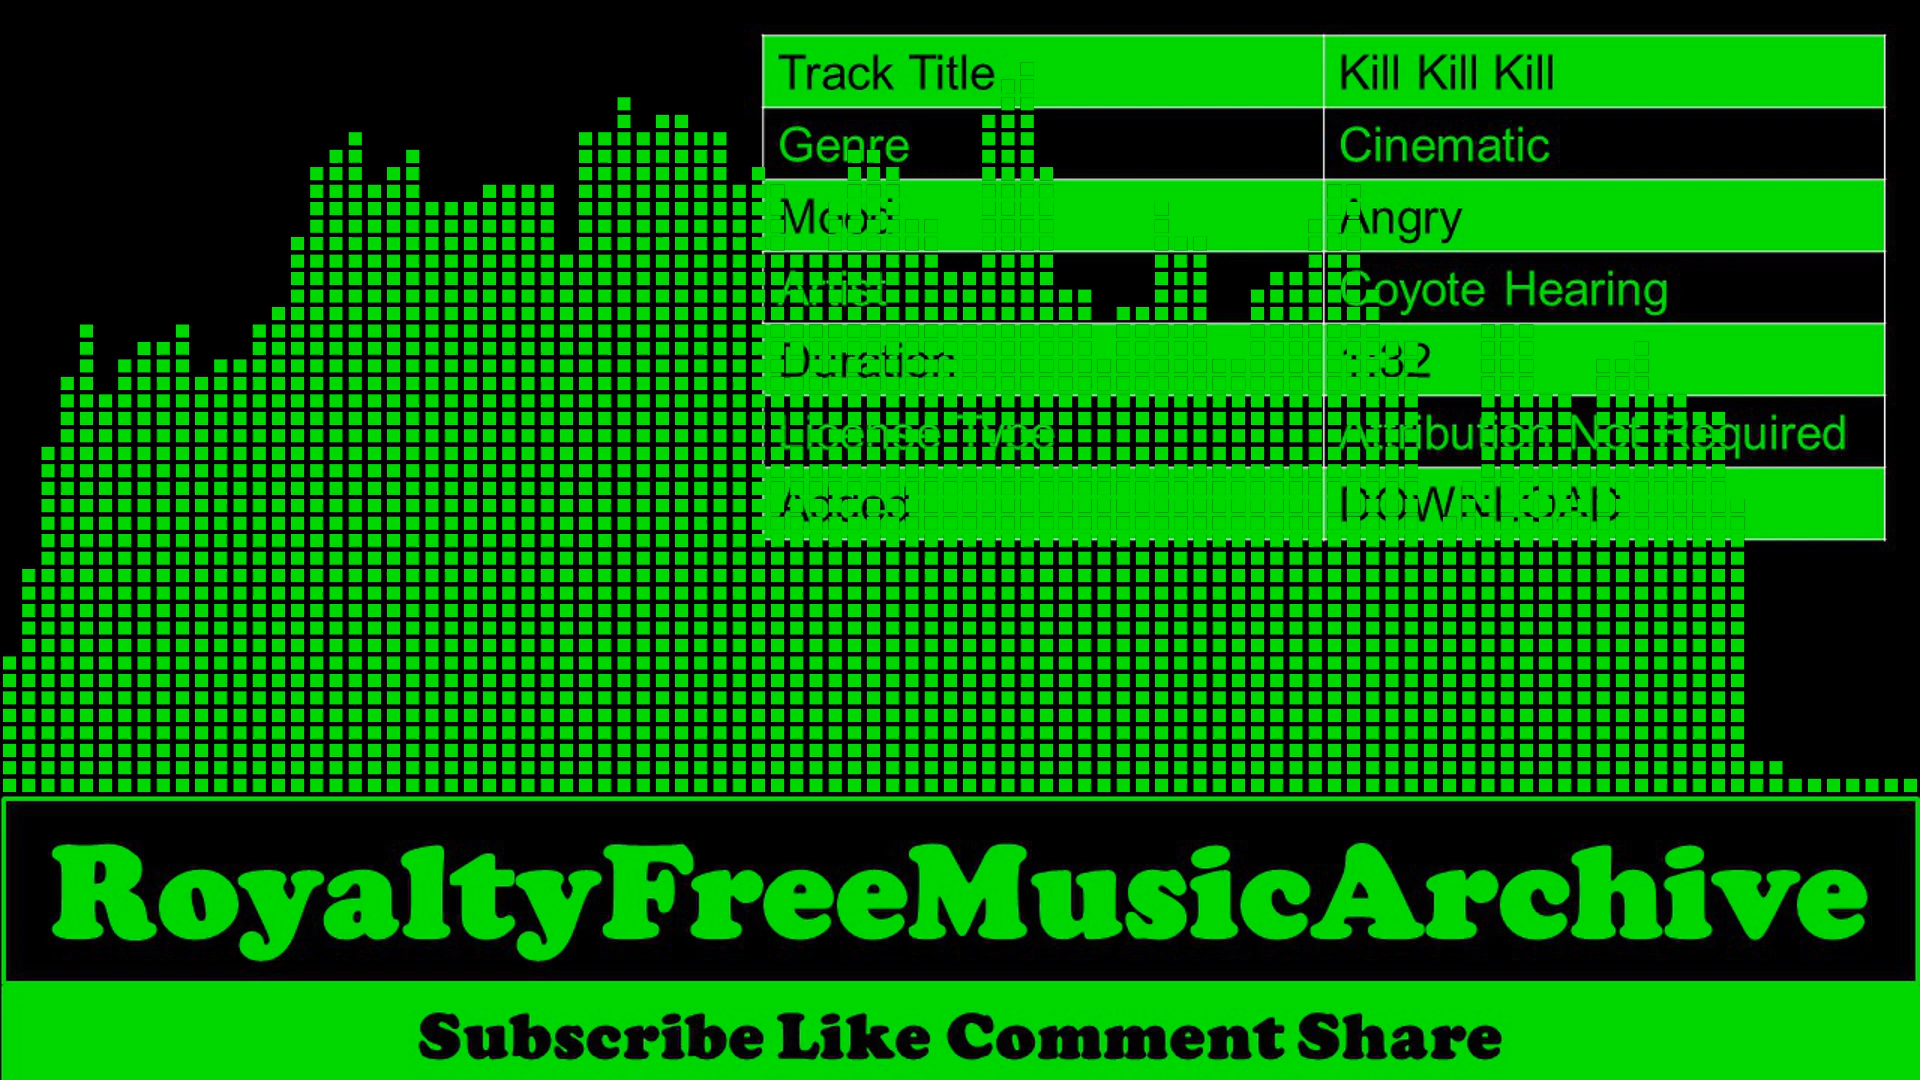 Track Title Kill Kill Kill
Genre Cinematic
Mood Angry
Artist Coyote Hearing
Duration 1:32
License Type Attribution Not Required
Added DOWNLOAD
RoyaltyFreeMusicArchive
Subscribe Like Comment Share